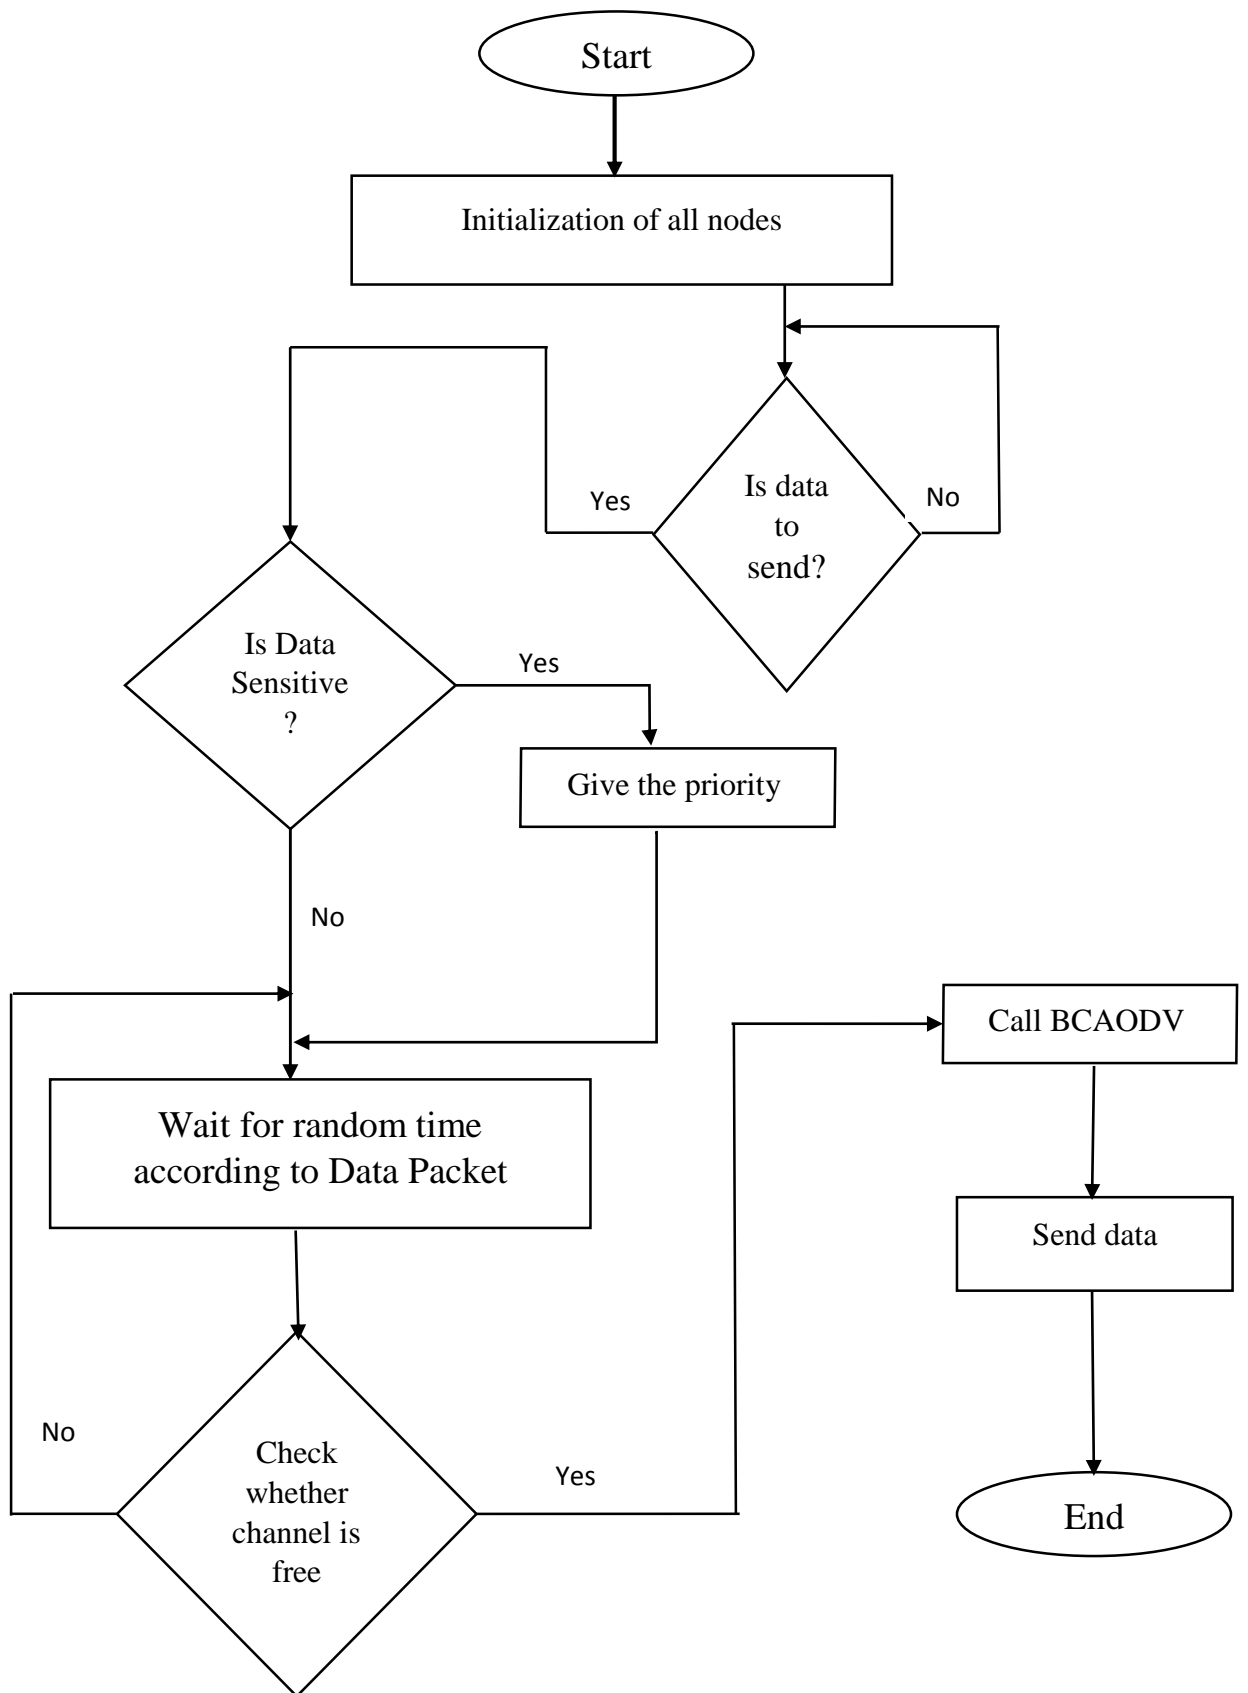 Start
Initialization of all nodes
Is data
to
send?
Yes
No
Is Data
Sensitive
?
Yes
Give the priority
No
Wait for random time
according to Data Packet
Check
whether
channel is
free
No
Yes
Call BCAODV
Send data
End